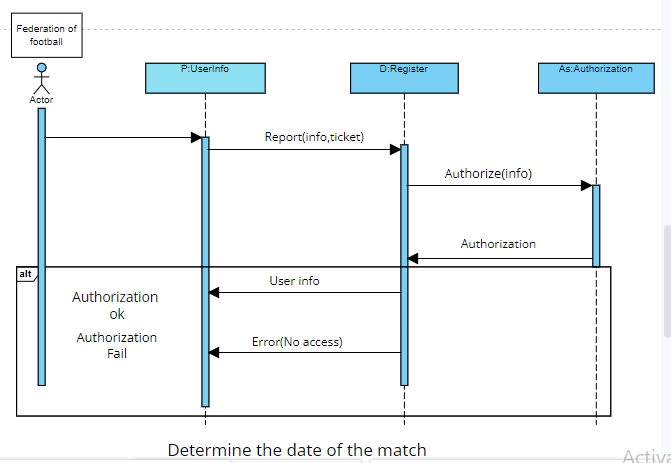 Federation of
football
P:UserInfo
D:Register
As:Authorization
Actor
Report(info,ticket)
Authorize(info)
Authorization
alt
User info
Authorization
ok
Authorization
Fail
Error(No access)
Determine the date of the match